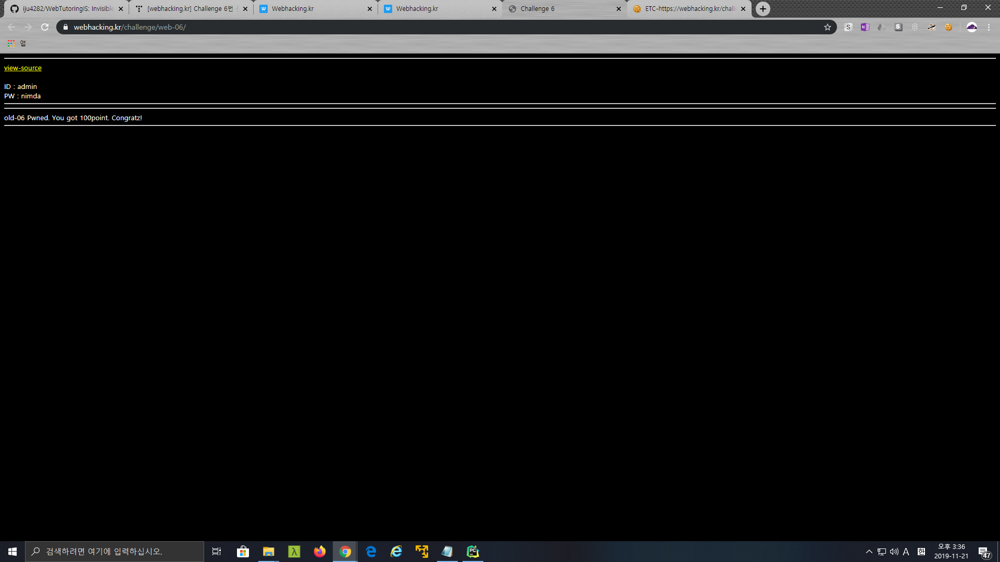 iju4282/WebTutoringIS: Invisible
[webhacking.kr] Challenge 6번
Webhacking.kr
Webhacking.kr
Challenge 6
ETC-https://webhacking.kr/chall
webhacking.kr/challenge/web-06/
앱
view-source
ID : admin
PW : nimda
old-06 Pwned. You got 100point. Congratz!
검색하려면 여기에 입력하십시오.
A
한
오후 3:36
2019-11-21
47